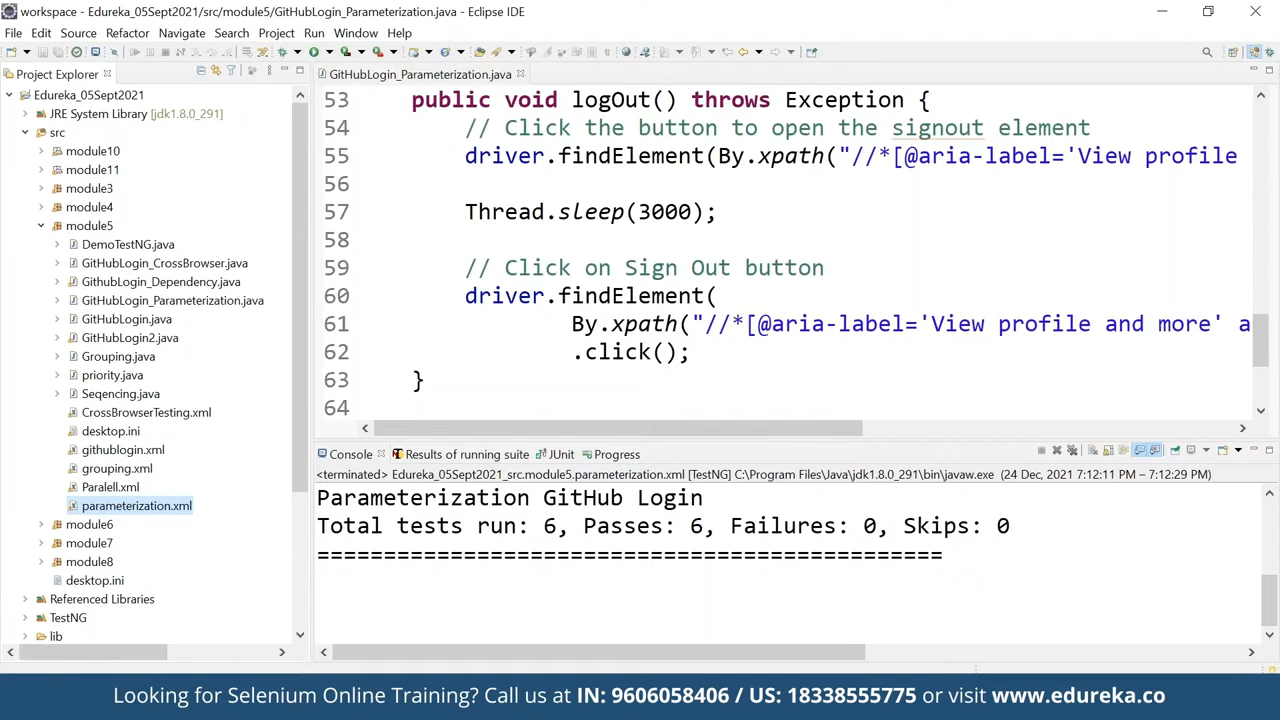 workspace - Edureka_05Sept2021/src/module5/GitHubLogin_Parameterization.java - Eclipse IDE
File Edit Source Refactor Navigate Search Project Run Window Help
Project Explorer
Edureka_05Sept2021
JRE System Library [jdk1.8.0_291]
src
module10
module11
module3
module4
module5
DemoTestNG.java
GitHubLogin_CrossBrowser.java
GithubLogin_Dependency.java
GitHubLogin_Parameterization.java
GitHubLogin.java
GithubLogin2.java
Grouping.java
priority.java
Seqencing.java
CrossBrowserTesting.xml
desktop.ini
githublogin.xml
grouping.xml
Paralell.xml
parameterization.xml
module6
module7
module8
desktop.ini
Referenced Libraries
TestNG
lib
GitHubLogin_Parameterization.java
53 public void logOut() throws Exception {
54 // Click the button to open the signout element
55 driver.findElement(By.xpath("//*[@aria-label='View profile
56
57 Thread.sleep(3000);
58
59 // Click on Sign Out button
60 driver.findElement(
61 By.xpath("//*[@aria-label='View profile and more' a
62 .click();
63 }
64
Console Results of running suite JUnit Progress
<terminated> Edureka_05Sept2021_src.module5.parameterization.xml [TestNG] C:\Program Files\Java\jdk1.8.0_291\bin\javaw.exe (24 Dec, 2021 7:12:11 PM – 7:12:29 PM)
Parameterization GitHub Login
Total tests run: 6, Passes: 6, Failures: 0, Skips: 0
===============================================
Looking for Selenium Online Training? Call us at IN: 9606058406 / US: 18338555775 or visit www.edureka.co